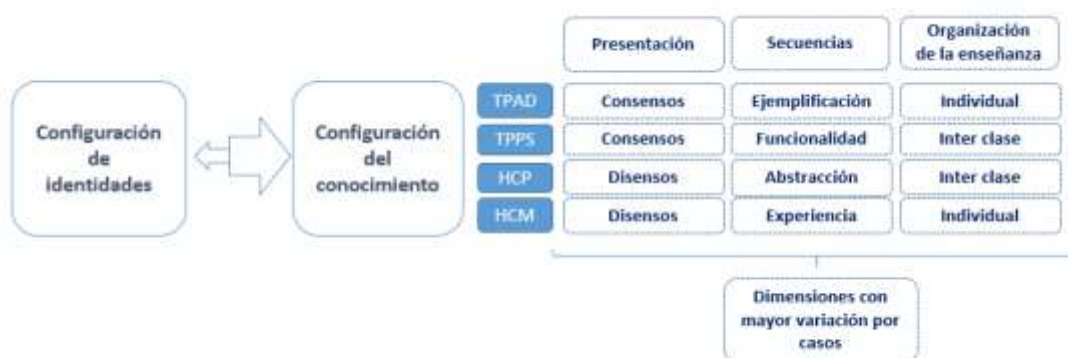 Presentación
Secuencias
Organización
de la enseñanza
Configuración
de
identidades
Configuración
del
conocimiento
TPAD
Consensos
Ejemplificación
Individual
TPPS
Consensos
Funcionalidad
Inter clase
HCP
Disensos
Abstracción
Inter clase
HCM
Disensos
Experiencia
Individual
Dimensiones con
mayor variación por
casos